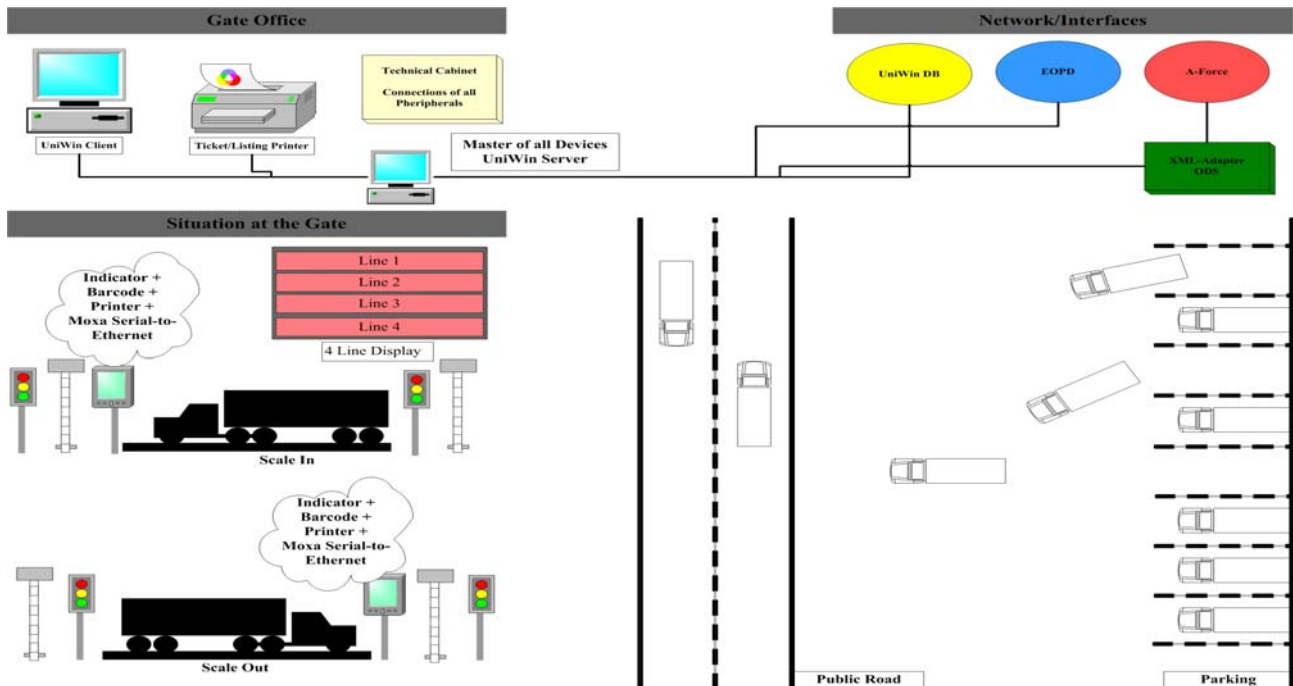 Gate Office
Network/Interfaces
Technical Cabinet
Connections of all
Pheripherals
UniWin DB
EOPD
A-Force
UniWin Client
Ticket/Listing Printer
Master of all Devices
UniWin Server
XML-Adapter
ODS
Situation at the Gate
Indicator +
Barcode +
Printer +
Moxa Serial-to-
Ethernet
Line 1
Line 2
Line 3
Line 4
4 Line Display
Scale In
Indicator +
Barcode +
Printer +
Moxa Serial-to-
Ethernet
Scale Out
Public Road
Parking